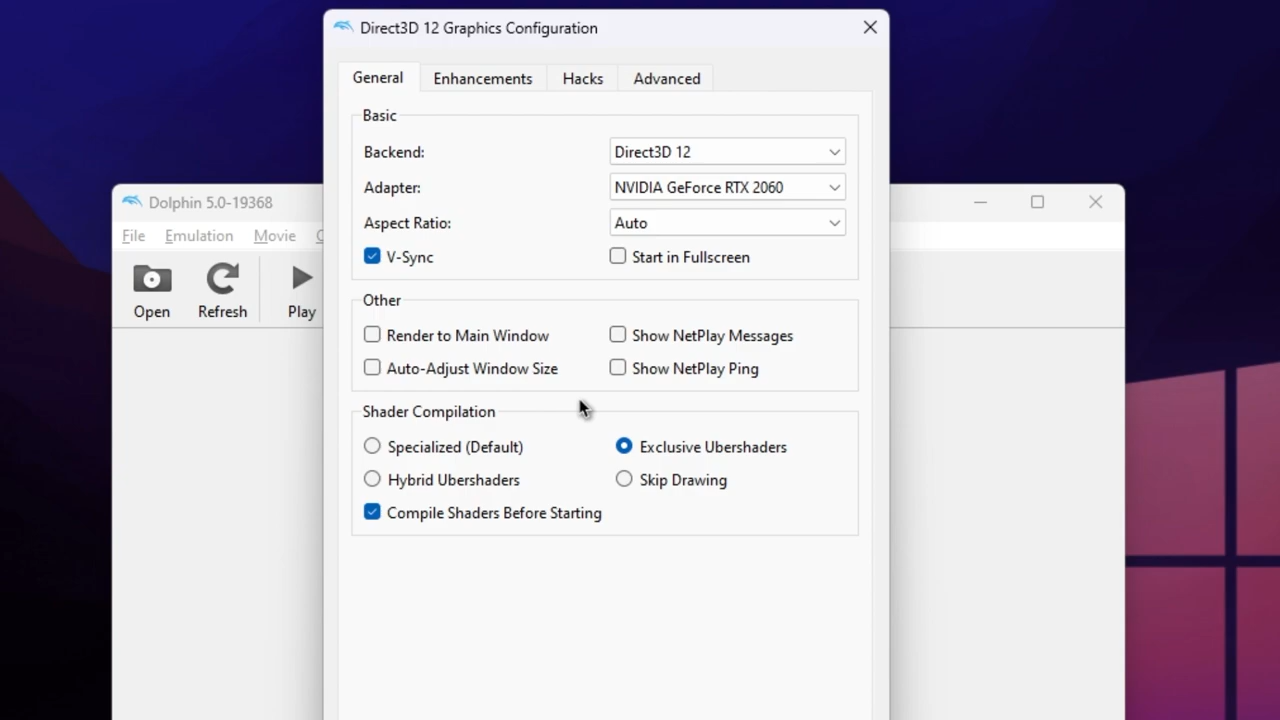 Direct3D 12 Graphics Configuration
General Enhancements Hacks Advanced
Basic
Backend: Direct3D 12
Adapter: NVIDIA GeForce RTX 2060
Aspect Ratio: Auto
V-Sync Start in Fullscreen
Other
Render to Main Window Show NetPlay Messages
Auto-Adjust Window Size Show NetPlay Ping
Shader Compilation
Specialized (Default) Exclusive Ubershaders
Hybrid Ubershaders Skip Drawing
Compile Shaders Before Starting
Dolphin 5.0-19368
File Emulation Movie
Open Refresh Play